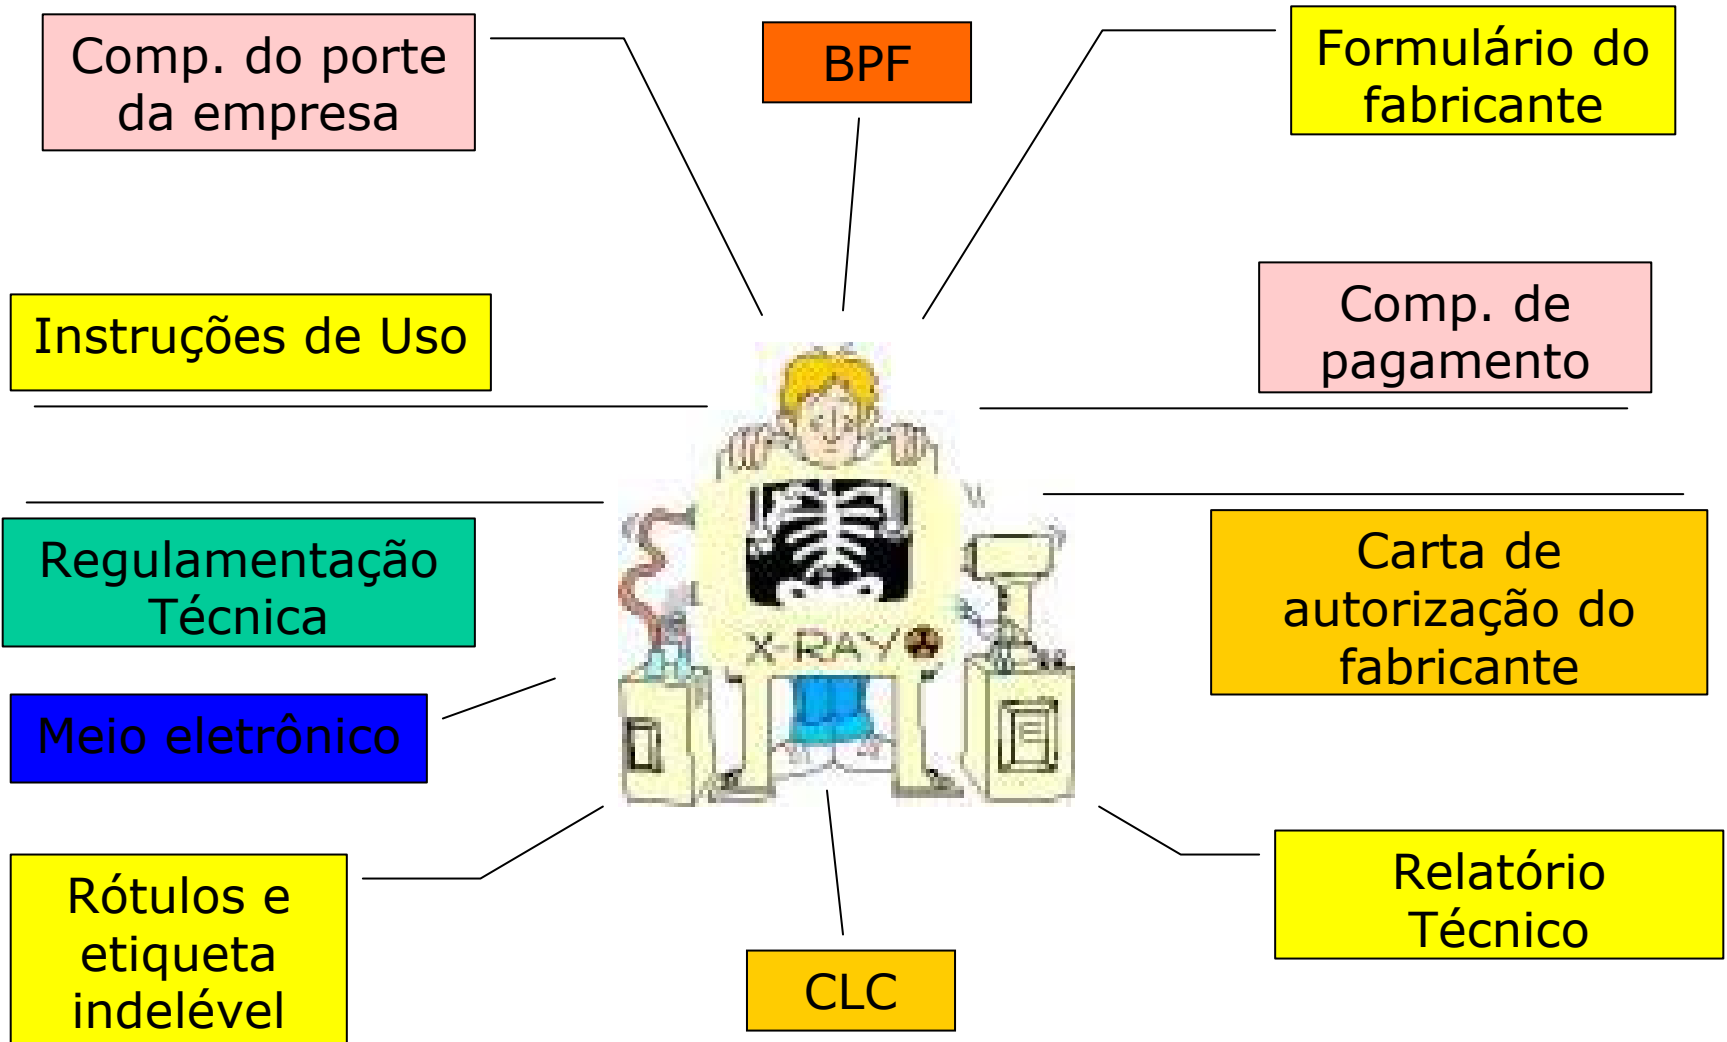 Comp. do porte
da empresa
BPF
Formulário do
fabricante
Instruções de Uso
Comp. de
pagamento
Regulamentação
Técnica
Carta de
autorização do
fabricante
X-RAY
Meio eletrônico
Rótulos e
etiqueta
indelével
CLC
Relatório
Técnico